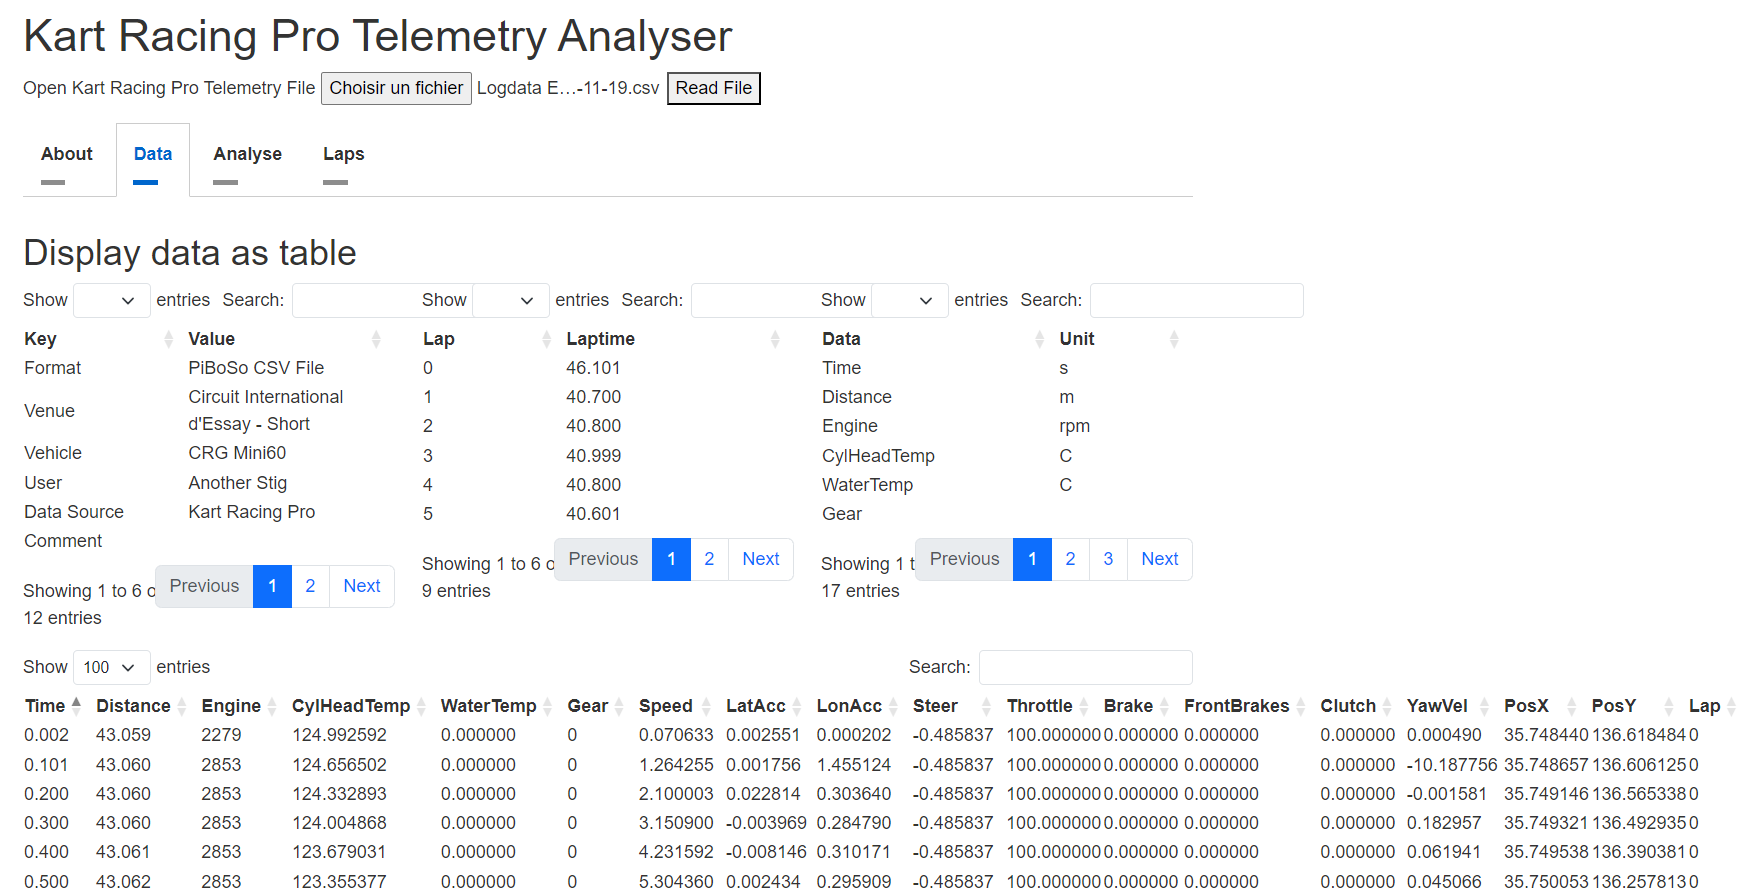 Kart Racing Pro Telemetry Analyser
Open Kart Racing Pro Telemetry File Choisir un fichier Logdata E…-11-19.csv Read File
About Data Analyse Laps
Display data as table
Show entries Search: Show entries Search: Show entries Search:
Key Value Lap Laptime Data Unit
Format PiBoSo CSV File 0 46.101 Time s
Venue Circuit International 1 40.700 Distance m
d'Essay - Short 2 40.800 Engine rpm
Vehicle CRG Mini60 3 40.999 CylHeadTemp C
User Another Stig 4 40.800 WaterTemp C
Data Source Kart Racing Pro 5 40.601 Gear
Comment
Showing 1 to 6 o Previous 1 2 Next
9 entries
Showing 1 t Previous 1 2 3 Next
17 entries
Showing 1 to 6 o Previous 1 2 Next
12 entries
Show 100 entries Search:
Time Distance Engine CylHeadTemp WaterTemp Gear Speed LatAcc LonAcc Steer Throttle Brake FrontBrakes Clutch YawVel PosX PosY Lap
0.002 43.059 2279 124.992592 0.000000 0 0.070633 0.002551 0.000202 -0.485837 100.000000 0.000000 0.000000 0.000000 0.000490 35.748440 136.618484 0
0.101 43.060 2853 124.656502 0.000000 0 1.264255 0.001756 1.455124 -0.485837 100.000000 0.000000 0.000000 0.000000 -10.187756 35.748657 136.606125 0
0.200 43.060 2853 124.332893 0.000000 0 2.100003 0.022814 0.303640 -0.485837 100.000000 0.000000 0.000000 0.000000 -0.001581 35.749146 136.565338 0
0.300 43.060 2853 124.004868 0.000000 0 3.150900 -0.003969 0.284790 -0.485837 100.000000 0.000000 0.000000 0.000000 0.182957 35.749321 136.492935 0
0.400 43.061 2853 123.679031 0.000000 0 4.231592 -0.008146 0.310171 -0.485837 100.000000 0.000000 0.000000 0.000000 0.061941 35.749538 136.390381 0
0.500 43.062 2853 123.355377 0.000000 0 5.304360 0.002434 0.295909 -0.485837 100.000000 0.000000 0.000000 0.000000 0.045066 35.750053 136.257813 0